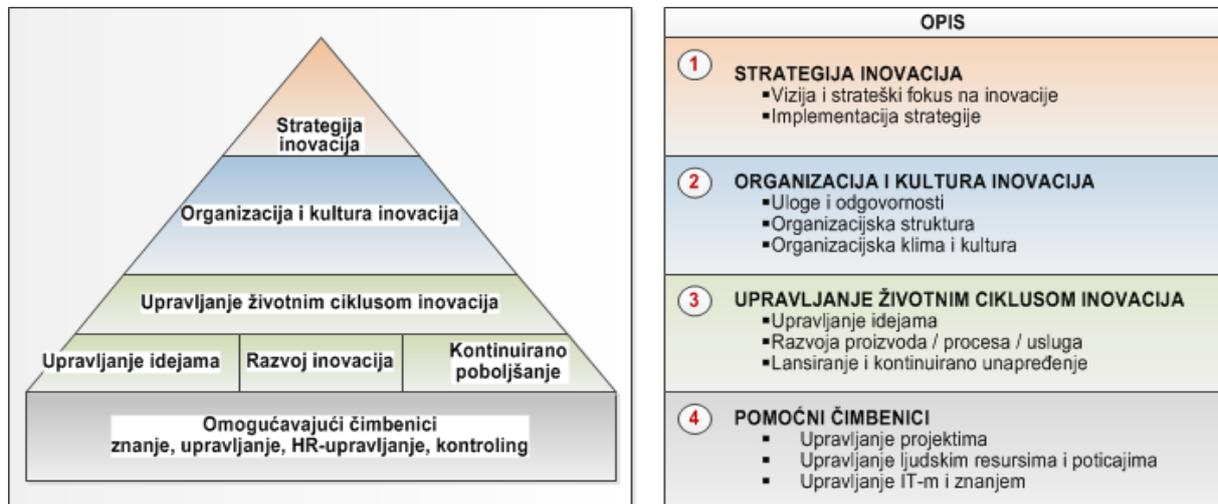 Strategija
inovacija
Organizacija i kultura inovacija
Upravljanje životnim ciklusom inovacija
Upravljanje idejama
Razvoj inovacija
Kontinuirano
poboljšanje
Omogućavajući čimbenici
znanje, upravljanje, HR-upravljanje, kontroling
OPIS
1
STRATEGIJA INOVACIJA
▪Vizija i strateški fokus na inovacije
▪Implementacija strategije
2
ORGANIZACIJA I KULTURA INOVACIJA
▪Uloge i odgovornosti
▪Organizacijska struktura
▪Organizacijska klima i kultura
3
UPRAVLJANJE ŽIVOTNIM CIKLUSOM INOVACIJA
▪Upravljanje idejama
▪Razvoja proizvoda / procesa / usluga
▪Lansiranje i kontinuirano unapređenje
4
POMOĆNI ČIMBENICI
▪ Upravljanje projektima
▪ Upravljanje ljudskim resursima i poticajima
▪ Upravljanje IT-m i znanjem